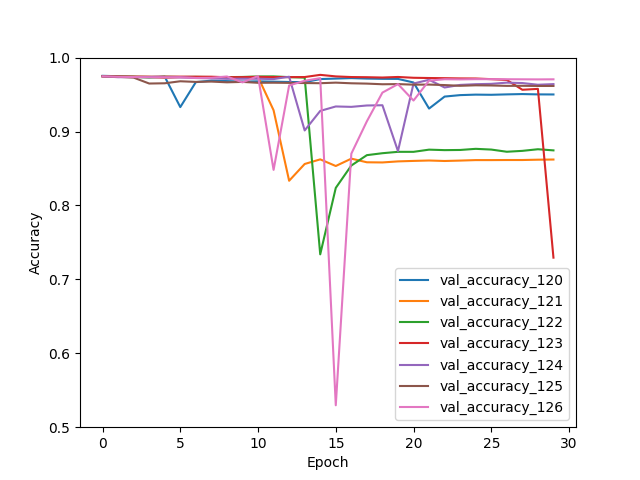 1.0
0.9
0.8
0.7
0.6
0.5
Accuracy
0 5 10 15 20 25 30
Epoch
val_accuracy_120
val_accuracy_121
val_accuracy_122
val_accuracy_123
val_accuracy_124
val_accuracy_125
val_accuracy_126